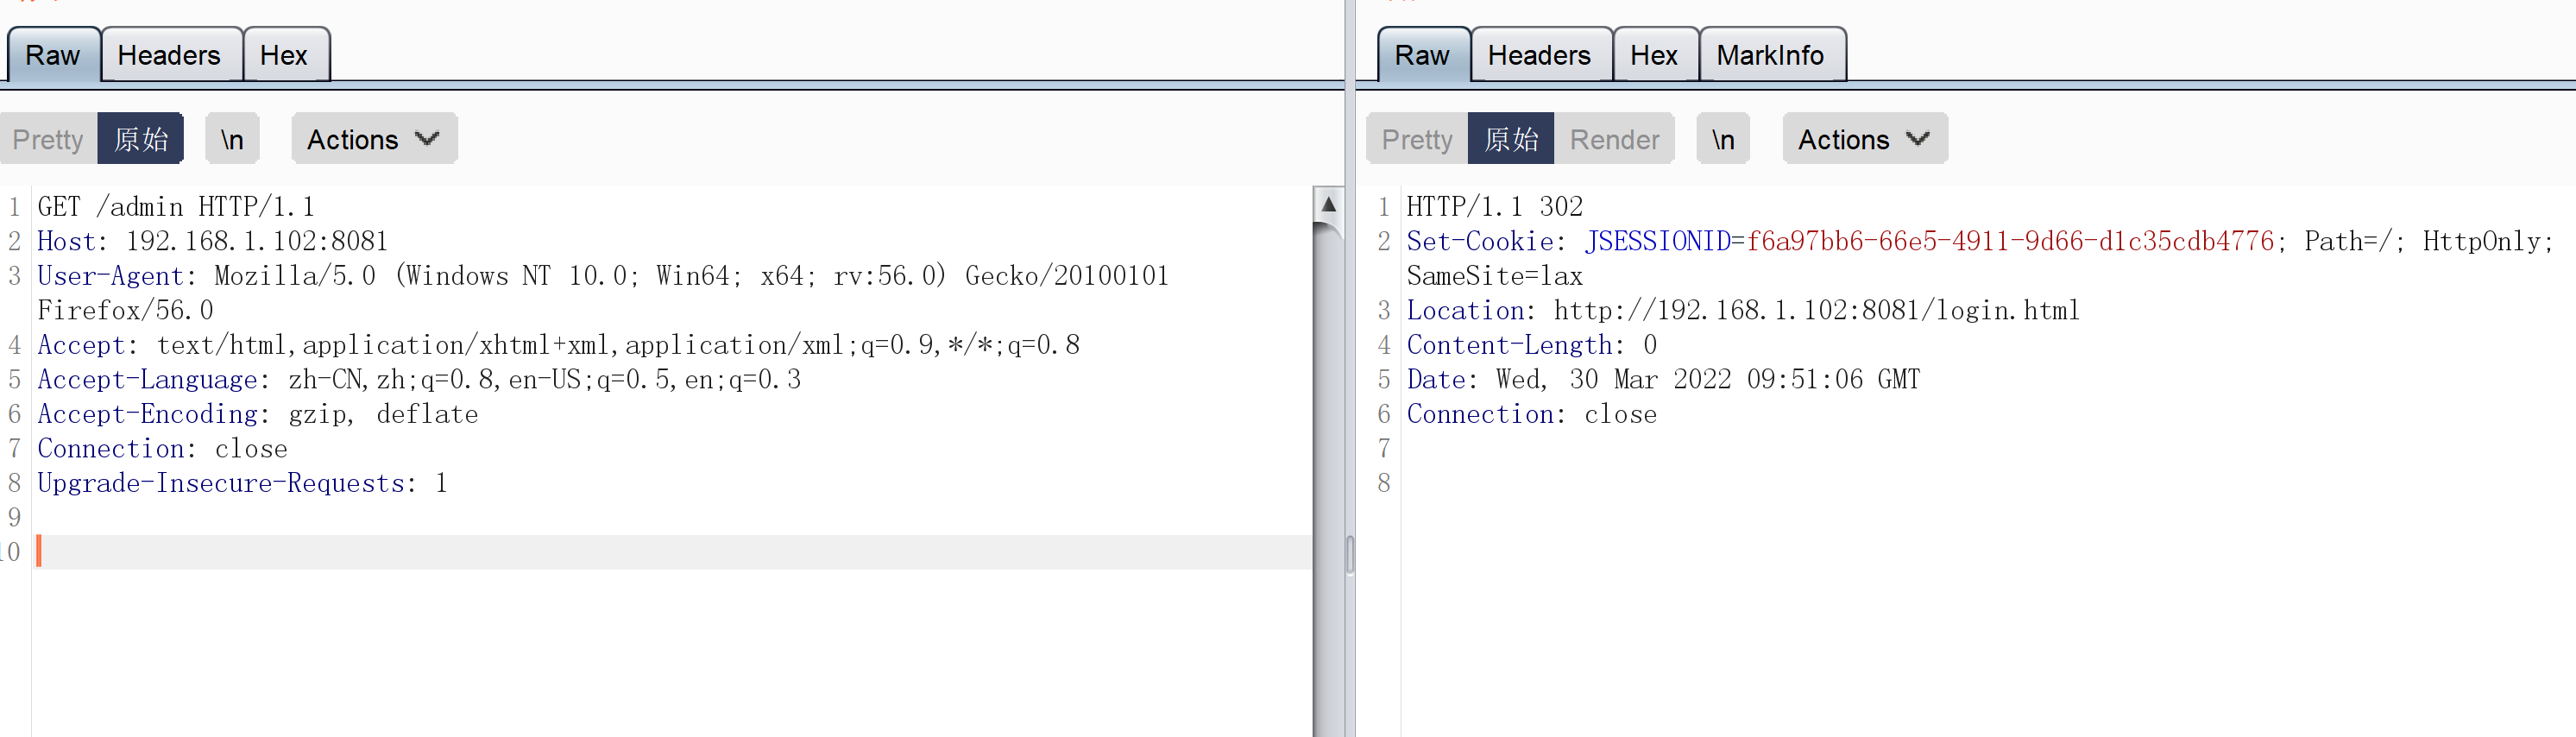 Raw Headers Hex
Pretty 原始 \n Actions
1 GET /admin HTTP/1.1
2 Host: 192.168.1.102:8081
3 User-Agent: Mozilla/5.0 (Windows NT 10.0; Win64; x64; rv:56.0) Gecko/20100101
Firefox/56.0
4 Accept: text/html,application/xhtml+xml,application/xml;q=0.9,*/*;q=0.8
5 Accept-Language: zh-CN,zh;q=0.8,en-US;q=0.5,en;q=0.3
6 Accept-Encoding: gzip, deflate
7 Connection: close
8 Upgrade-Insecure-Requests: 1
9
10
Raw Headers Hex MarkInfo
Pretty 原始 Render \n Actions
1 HTTP/1.1 302
2 Set-Cookie: JSESSIONID=f6a97bb6-66e5-4911-9d66-d1c35cdb4776; Path=/; HttpOnly;
SameSite=lax
3 Location: http://192.168.1.102:8081/login.html
4 Content-Length: 0
5 Date: Wed, 30 Mar 2022 09:51:06 GMT
6 Connection: close
7
8